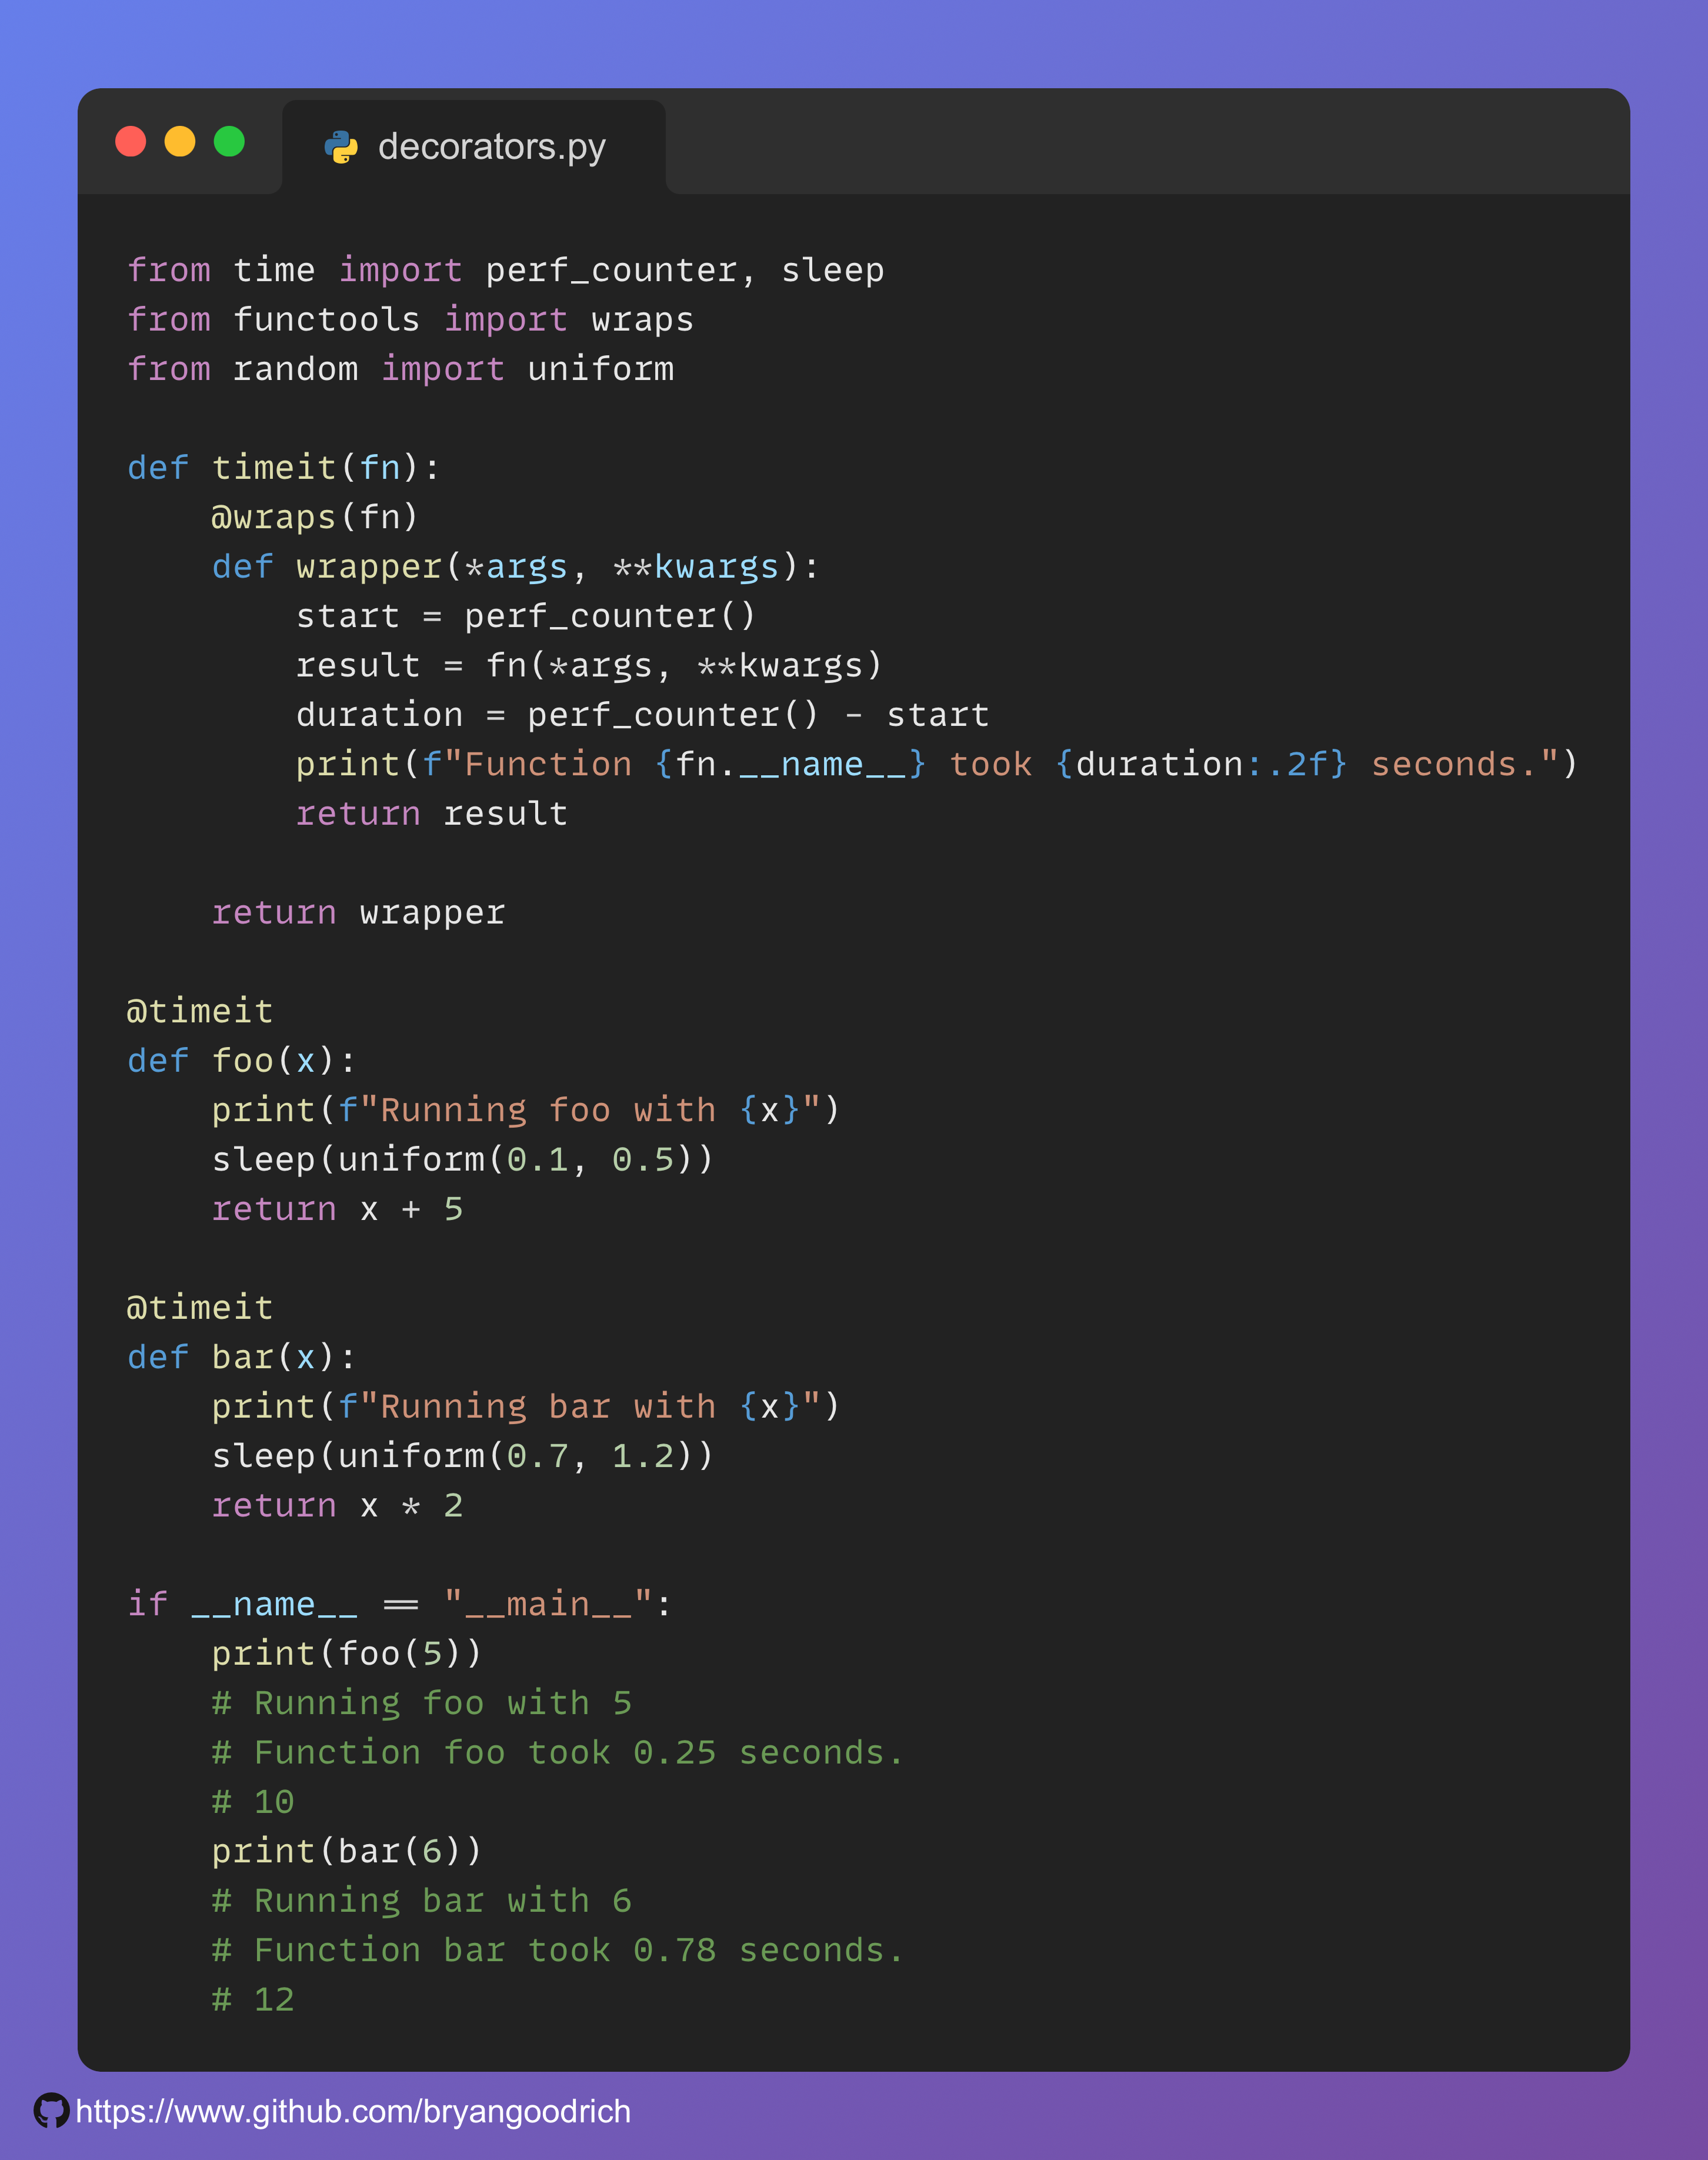 decorators.py
from time import perf_counter, sleep
from functools import wraps
from random import uniform

def timeit(fn):
    @wraps(fn)
    def wrapper(*args, **kwargs):
        start = perf_counter()
        result = fn(*args, **kwargs)
        duration = perf_counter() - start
        print(f"Function {fn.__name__} took {duration:.2f} seconds.")
        return result

    return wrapper

@timeit
def foo(x):
    print(f"Running foo with {x}")
    sleep(uniform(0.1, 0.5))
    return x + 5

@timeit
def bar(x):
    print(f"Running bar with {x}")
    sleep(uniform(0.7, 1.2))
    return x * 2

if __name__ == "__main__":
    print(foo(5))
    # Running foo with 5
    # Function foo took 0.25 seconds.
    # 10
    print(bar(6))
    # Running bar with 6
    # Function bar took 0.78 seconds.
    # 12
https://www.github.com/bryangoodrich